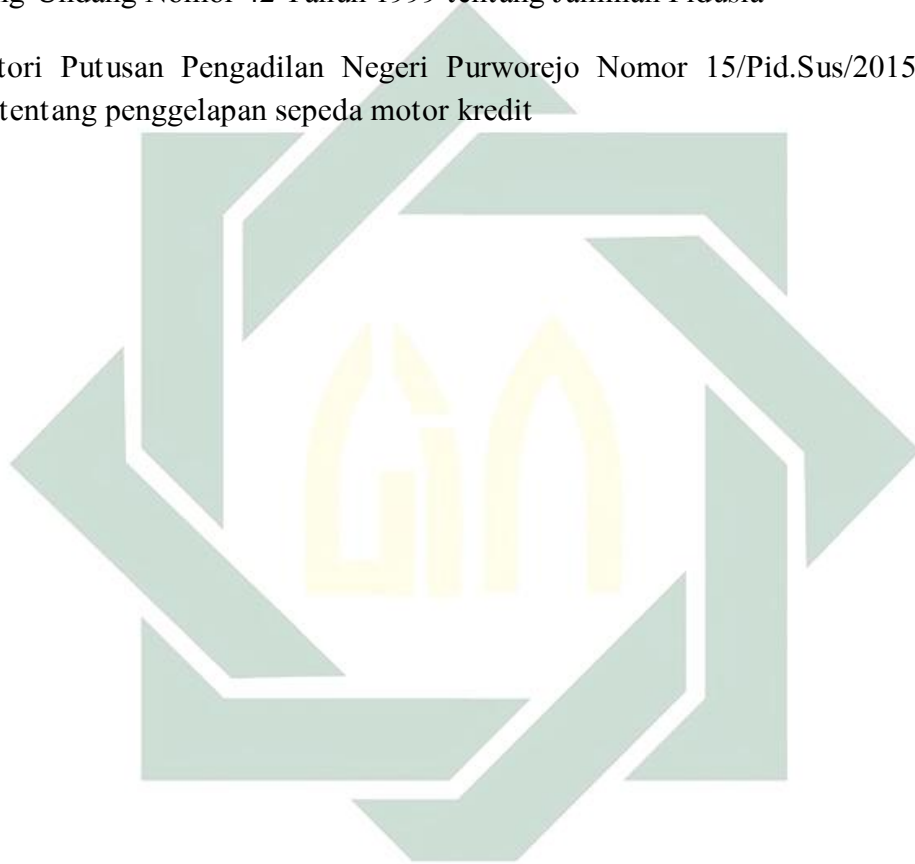 ng-Undang Nomor 42 Tahun 1999 tentang Jaminan Fidusia
tori Putusan Pengadilan Negeri Purworejo Nomor 15/Pid.Sus/2015
tentang penggelapan sepeda motor kredit